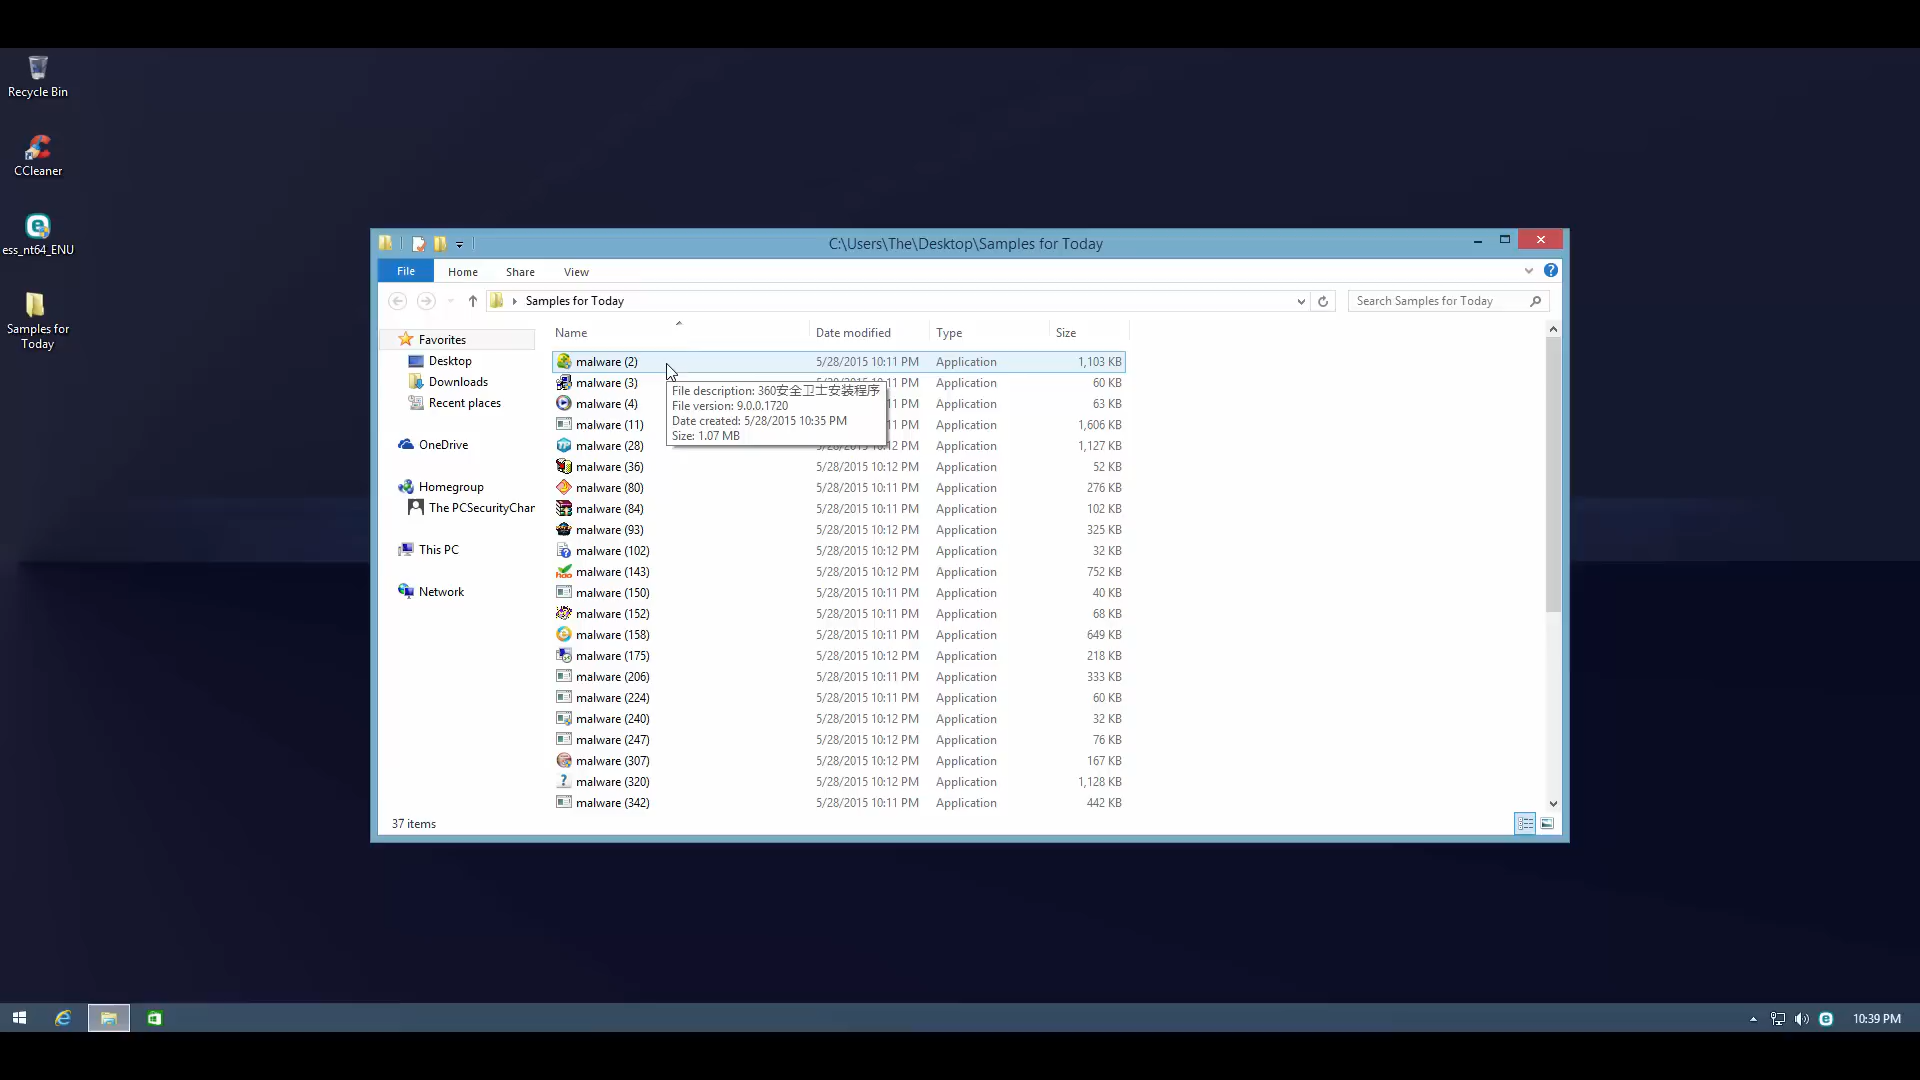 Recycle Bin
CCleaner
ess_nt64_ENU
Samples for
Today
C:\Users\The\Desktop\Samples for Today
File Home Share View
Samples for Today
Search Samples for Today
Favorites
Desktop
Downloads
Recent places
OneDrive
Homegroup
The PCSecurityChan
This PC
Network
Name Date modified Type Size
malware (2) 5/28/2015 10:11 PM Application 1,103 KB
malware (3) 11 PM Application 60 KB
malware (4) 11 PM Application 63 KB
malware (11) 11 PM Application 1,606 KB
malware (28) 5/28/2015 10:12 PM Application 1,127 KB
File description: 360安全卫士安装程序
File version: 9.0.0.1720
Date created: 5/28/2015 10:35 PM
Size: 1.07 MB
malware (36) 5/28/2015 10:12 PM Application 52 KB
malware (80) 5/28/2015 10:11 PM Application 276 KB
malware (84) 5/28/2015 10:11 PM Application 102 KB
malware (93) 5/28/2015 10:12 PM Application 325 KB
malware (102) 5/28/2015 10:12 PM Application 32 KB
malware (143) 5/28/2015 10:12 PM Application 752 KB
malware (150) 5/28/2015 10:11 PM Application 40 KB
malware (152) 5/28/2015 10:11 PM Application 68 KB
malware (158) 5/28/2015 10:11 PM Application 649 KB
malware (175) 5/28/2015 10:12 PM Application 218 KB
malware (206) 5/28/2015 10:11 PM Application 333 KB
malware (224) 5/28/2015 10:11 PM Application 60 KB
malware (240) 5/28/2015 10:12 PM Application 32 KB
malware (247) 5/28/2015 10:12 PM Application 76 KB
malware (307) 5/28/2015 10:12 PM Application 167 KB
malware (320) 5/28/2015 10:12 PM Application 1,128 KB
malware (342) 5/28/2015 10:11 PM Application 442 KB
37 items
10:39 PM